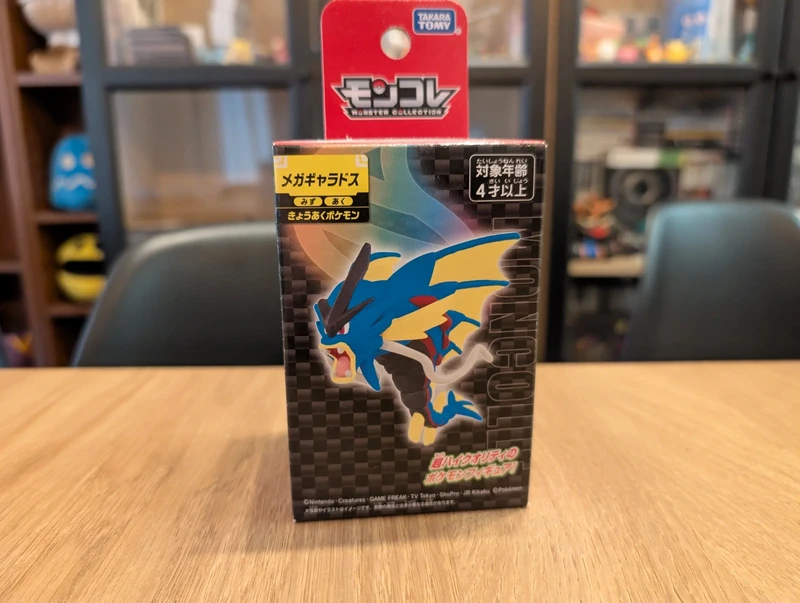 TAKARA
TOMY
モンコレ
MONSTER COLLECTION
メガギャラドス
みず あく
きょうあくポケモン
たいしょうねんれい
対象年齢
さいいじょう
4才以上
MONCOLLE
超ハイクオリティの
ポケモンフィギュア!
©Nintendo・Creatures・GAME FREAK・TV Tokyo・ShoPro・JR Kikaku ©Pokémon